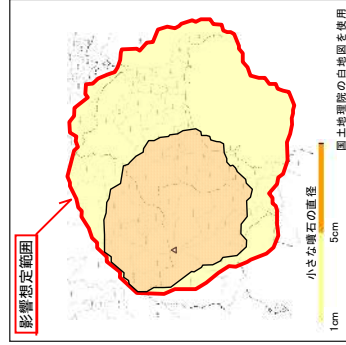 影響想定範囲
小さな噴石の直径
1cm
5cm
国土地理院の白地図を使用